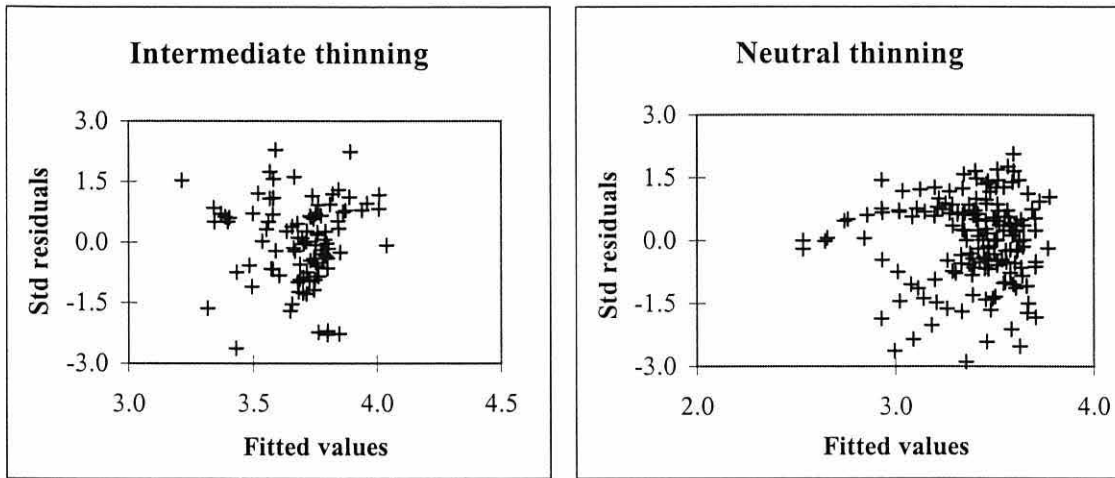 Intermediate thinning
3.0
1.5
0.0
-1.5
-3.0
Std residuals
3.0 3.5 4.0 4.5
Fitted values
Neutral thinning
3.0
1.5
0.0
-1.5
-3.0
Std residuals
2.0 3.0 4.0
Fitted values